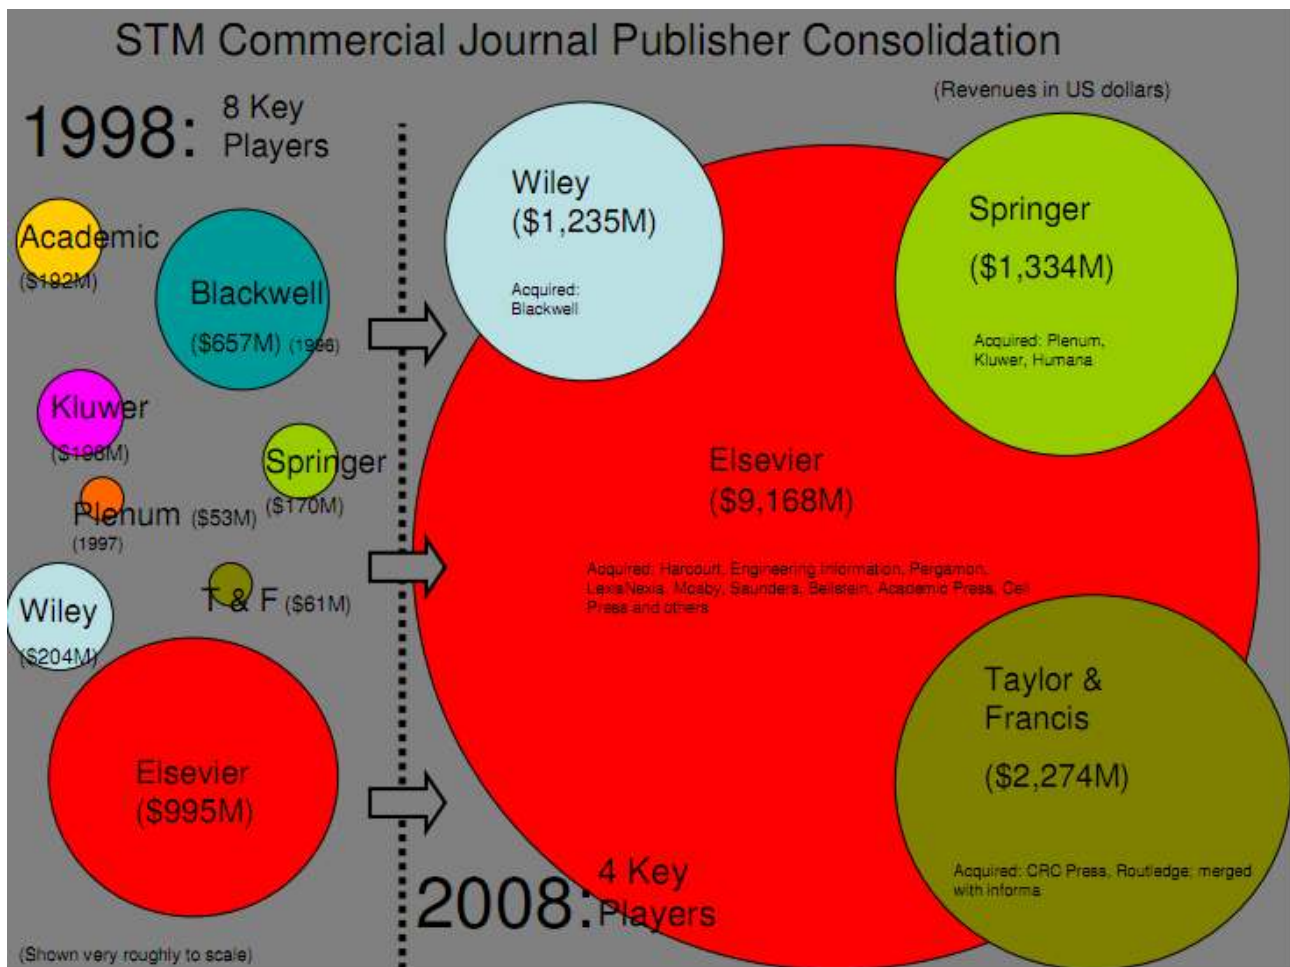 STM Commercial Journal Publisher Consolidation
(Revenues in US dollars)
1998:
8 Key
Players
Academic
($192M)
Blackwell
($657M) (1996)
Kluwer
($198M)
Springer
($170M)
Plenum ($53M)
(1997)
T & F ($61M)
Wiley
($204M)
Elsevier
($995M)
(Shown very roughly to scale)
Wiley
($1,235M)
Acquired:
Blackwell
Springer
($1,334M)
Acquired: Plenum,
Kluwer, Humana
Elsevier
($9,168M)
Acquired: Harcourt, Engineering Information, Pergamon,
LexisNexis, Mosby, Saunders, Beilstein, Academic Press, Cell
Press and others
Taylor &
Francis
($2,274M)
Acquired: CRC Press, Routledge; merged
with informa
2008:
4 Key
Players